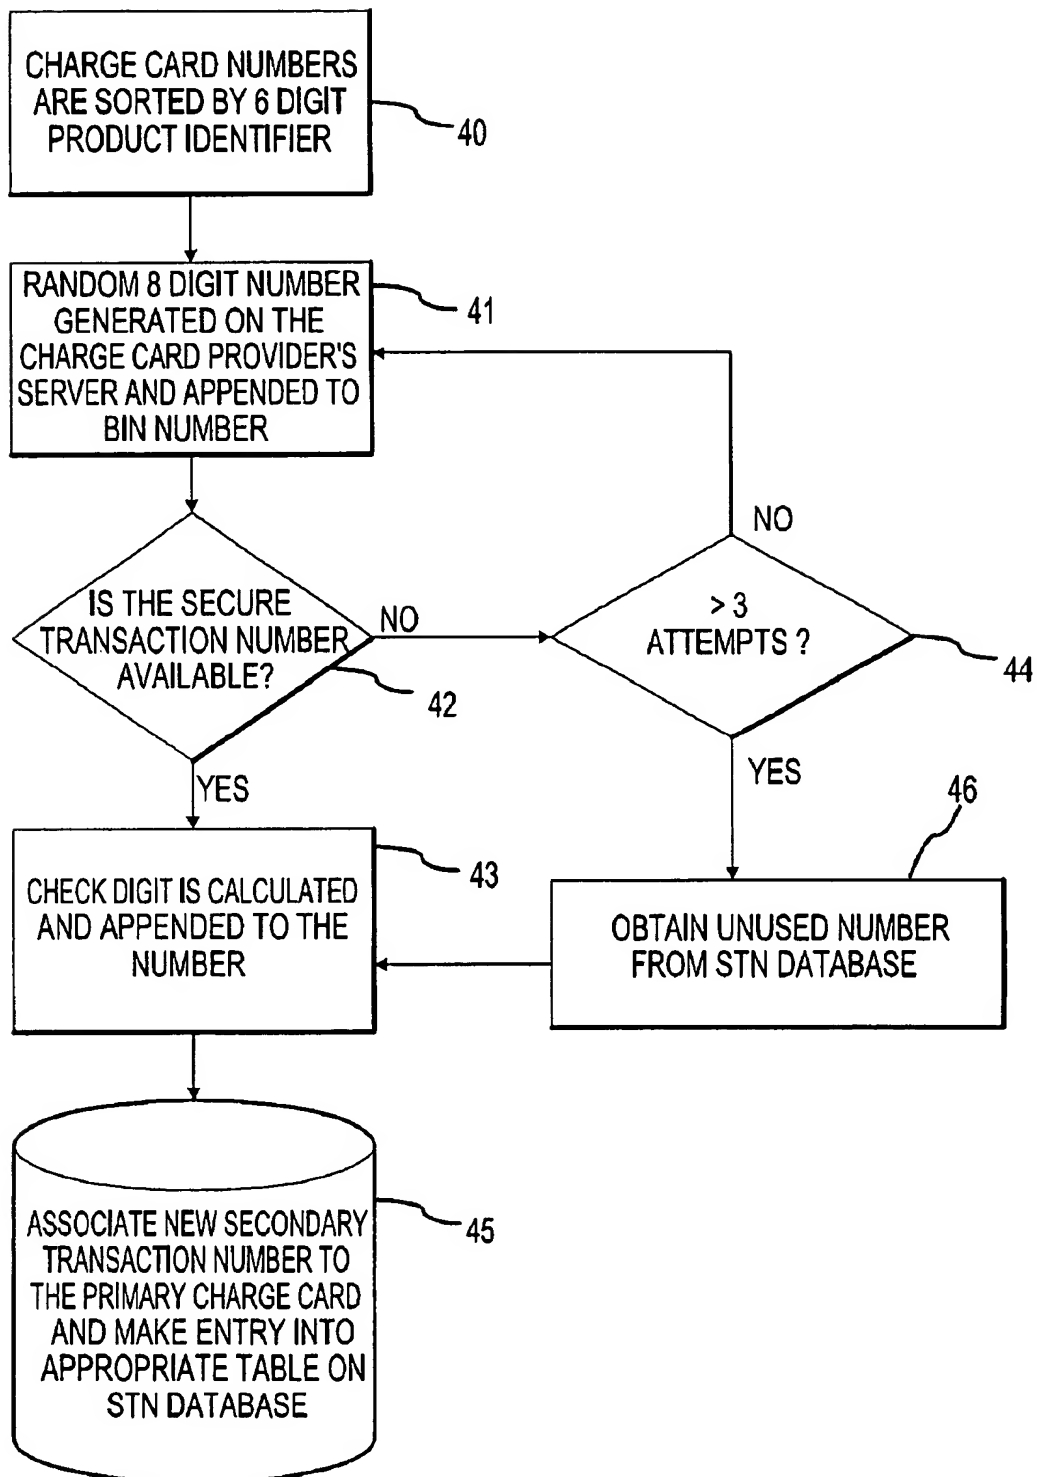 CHARGE CARD NUMBERS
ARE SORTED BY 6 DIGIT
PRODUCT IDENTIFIER
40
RANDOM 8 DIGIT NUMBER
GENERATED ON THE
CHARGE CARD PROVIDER'S
SERVER AND APPENDED TO
BIN NUMBER
41
IS THE SECURE
TRANSACTION NUMBER
AVAILABLE?
42
NO
> 3
ATTEMPTS ?
44
NO
YES
YES
CHECK DIGIT IS CALCULATED
AND APPENDED TO THE
NUMBER
43
OBTAIN UNUSED NUMBER
FROM STN DATABASE
46
ASSOCIATE NEW SECONDARY
TRANSACTION NUMBER TO
THE PRIMARY CHARGE CARD
AND MAKE ENTRY INTO
APPROPRIATE TABLE ON
STN DATABASE
45